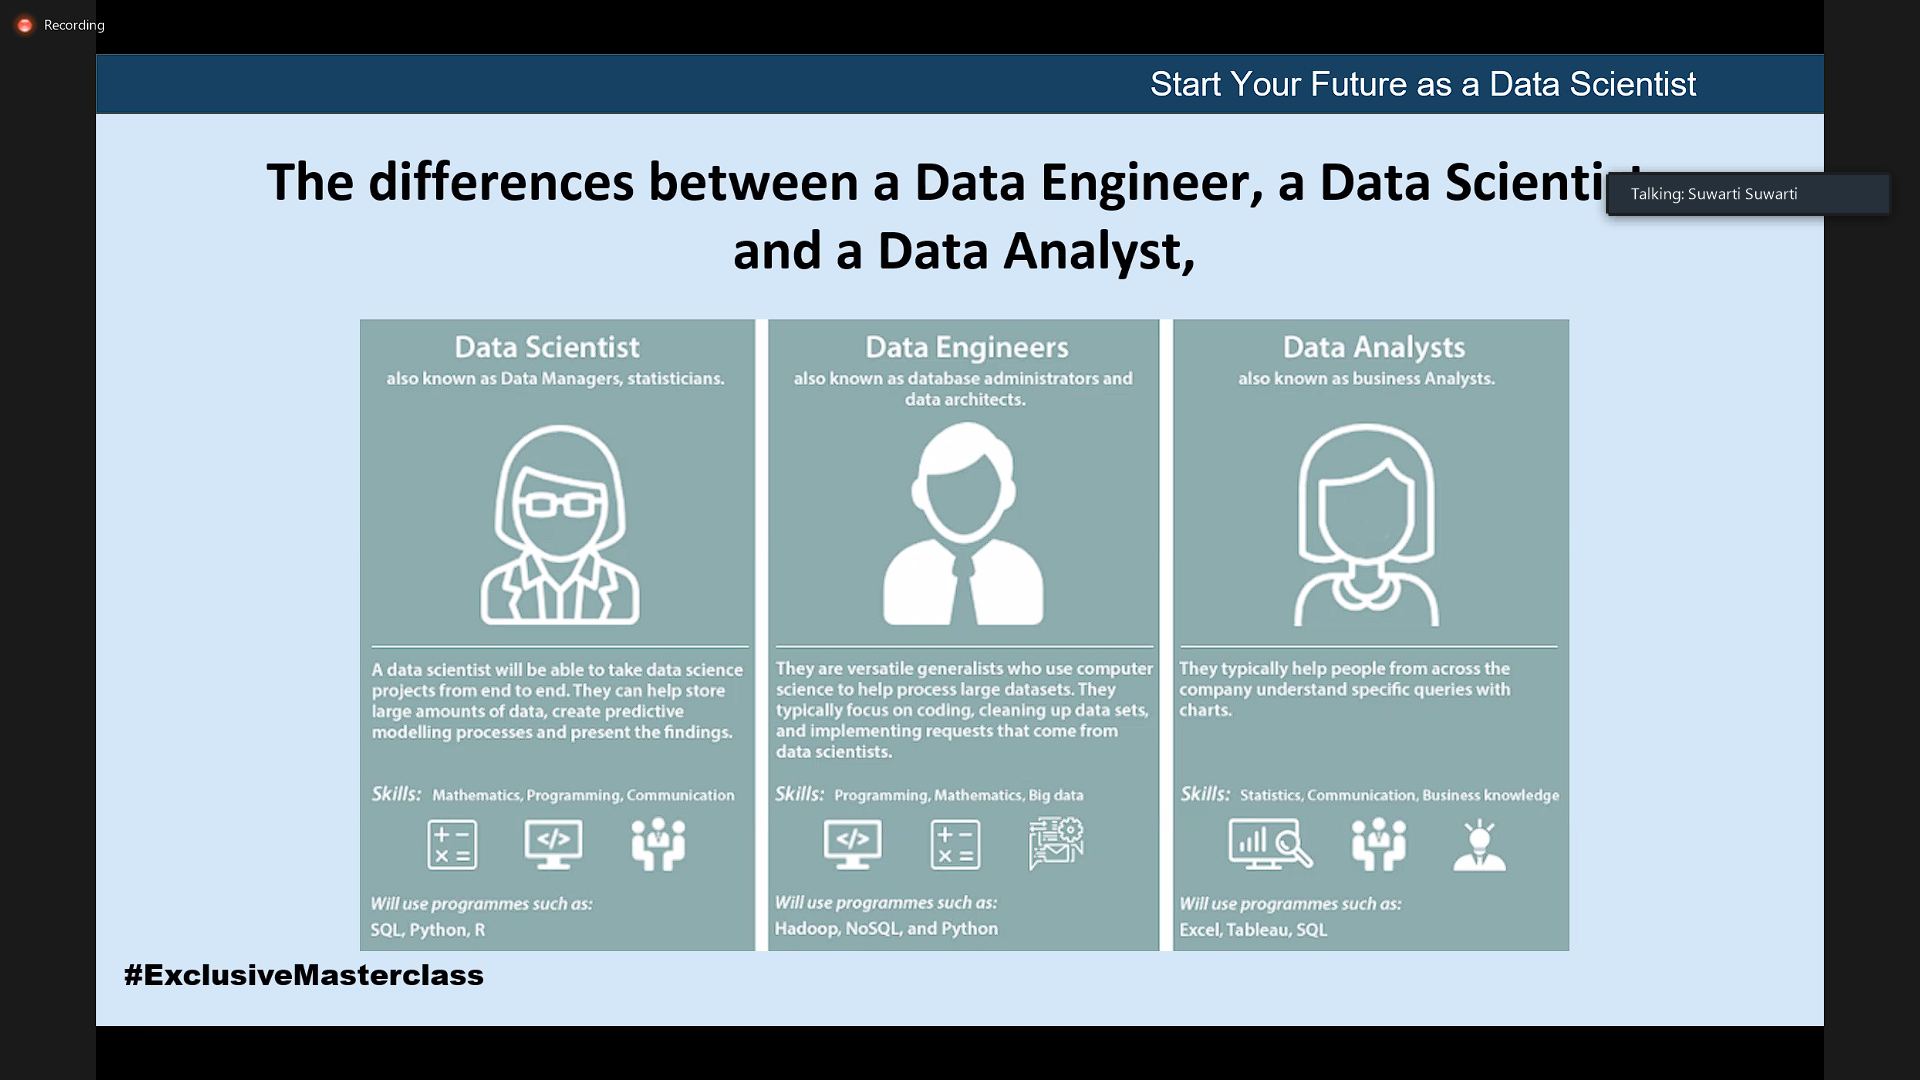 Recording
Start Your Future as a Data Scientist
The differences between a Data Engineer, a Data
and a Data Analyst,
Talking: Suwarti Suwarti
Data Scientist
also known as Data Managers, statisticians.
A data scientist will be able to take data science
projects from end to end. They can help store
large amounts of data, create predictive
modelling processes and present the findings.
Skills: Mathematics, Programming, Communication
Will use programmes such as:
SQL, Python, R
Data Engineers
also known as database administrators and
data architects.
They are versatile generalists who use computer
science to help process large datasets. They
typically focus on coding, cleaning up data sets,
and implementing requests that come from
data scientists.
Skills: Programming, Mathematics, Big data
Will use programmes such as:
Hadoop, NoSQL, and Python
Data Analysts
also known as business Analysts.
They typically help people from across the
company understand specific queries with
charts.
Skills: Statistics, Communication, Business knowledge
Will use programmes such as:
Excel, Tableau, SQL
#ExclusiveMasterclass